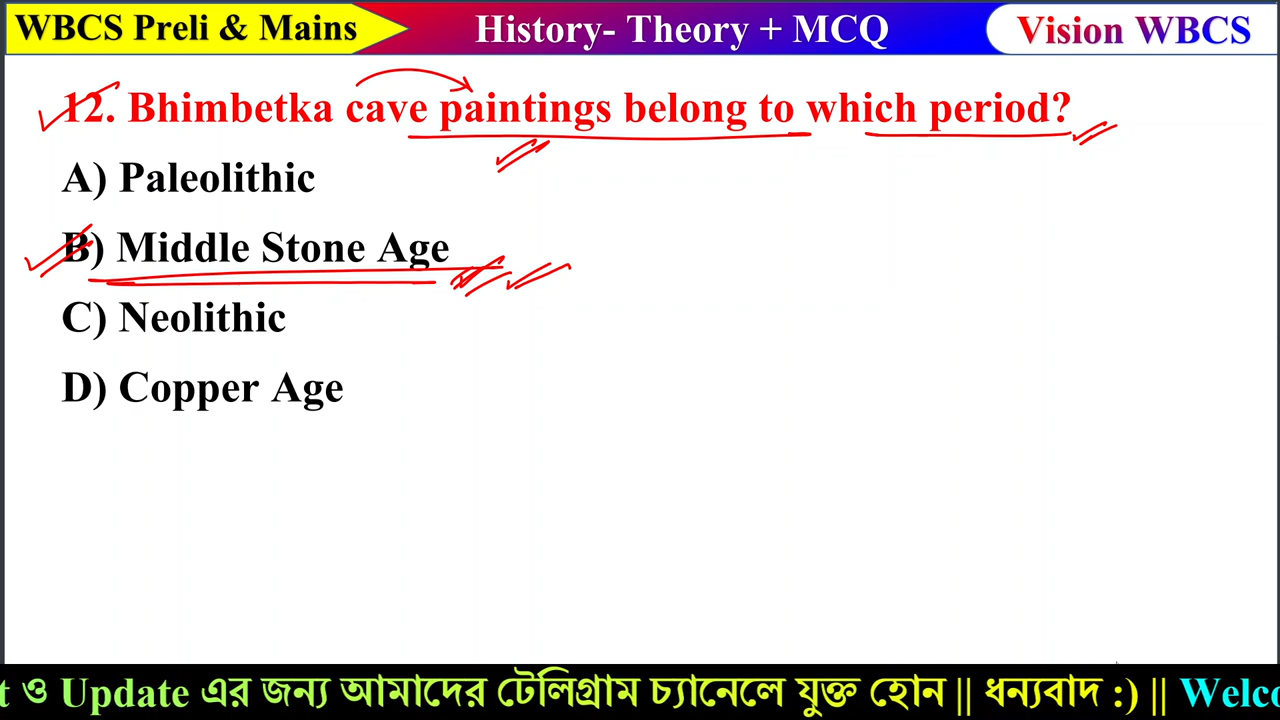 WBCS Preli & Mains
History- Theory + MCQ
Vision WBCS
12. Bhimbetka cave paintings belong to which period?
A) Paleolithic
B) Middle Stone Age
C) Neolithic
D) Copper Age
ও Update এর জন্য আমাদের টেলিগ্রাম চ্যানেলে যুক্ত হোন || ধন্যবাদ :) ||